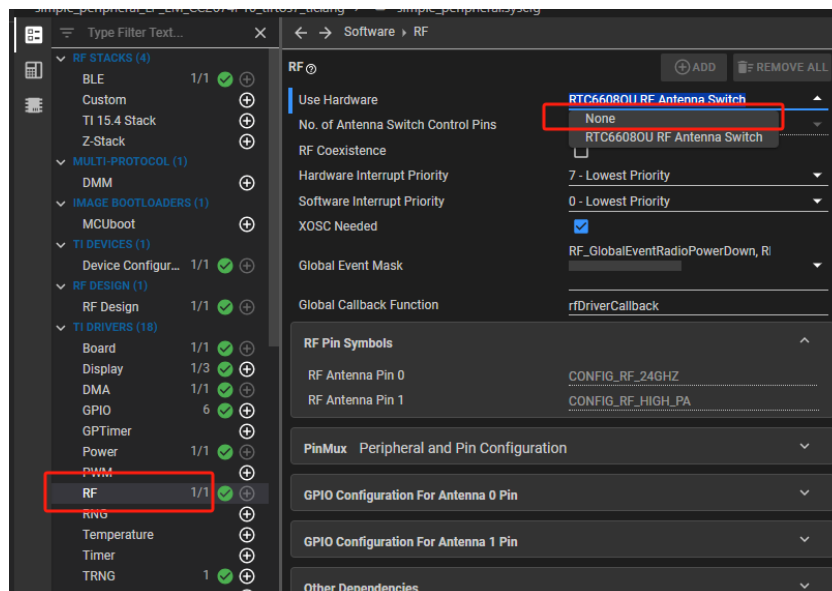 simple_peripheral.syscfg
Type Filter Text...
RF STACKS (4)
BLE 1/1
Custom
TI 15.4 Stack
Z-Stack
MULTI-PROTOCOL (1)
DMM
IMAGE BOOTLOADERS (1)
MCUboot
TI DEVICES (1)
Device Configur... 1/1
RF DESIGN (1)
RF Design 1/1
TI DRIVERS (18)
Board 1/1
Display 1/3
DMA 1/1
GPIO 6
GPTimer
Power 1/1
PWM
RF 1/1
RNG
Temperature
Timer
TRNG 1
Software RF
RF
ADD
REMOVE ALL
Use Hardware RTC6608OU RF Antenna Switch
None
RTC6608OU RF Antenna Switch
No. of Antenna Switch Control Pins
RF Coexistence
Hardware Interrupt Priority 7 - Lowest Priority
Software Interrupt Priority 0 - Lowest Priority
XOSC Needed
Global Event Mask RF_GlobalEventRadioPowerDown, RI
Global Callback Function rfDriverCallback
RF Pin Symbols
RF Antenna Pin 0 CONFIG_RF_24GHZ
RF Antenna Pin 1 CONFIG_RF_HIGH_PA
PinMux Peripheral and Pin Configuration
GPIO Configuration For Antenna 0 Pin
GPIO Configuration For Antenna 1 Pin
Other Dependencies